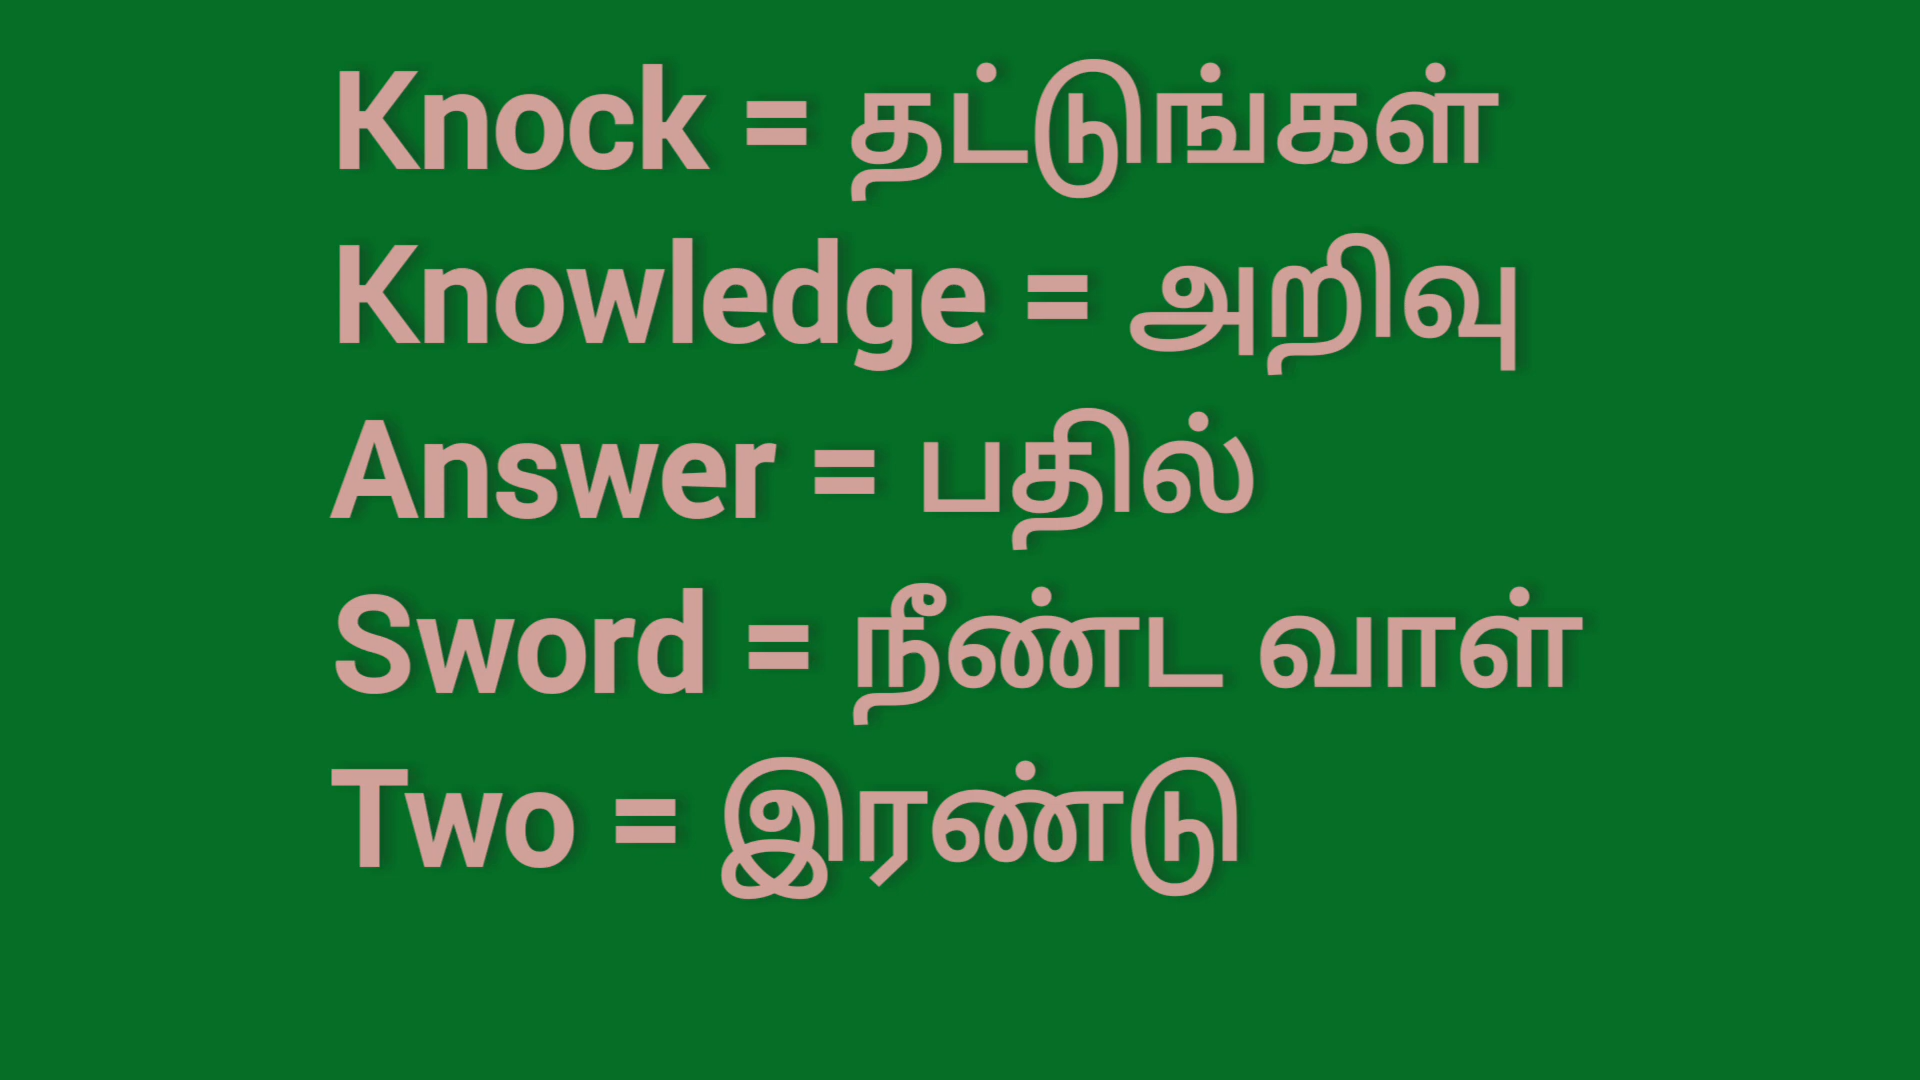 Knock = தட்டுங்கள்
Knowledge = அறிவு
Answer = பதில்
Sword = நீண்ட வாள்
Two = இரண்டு